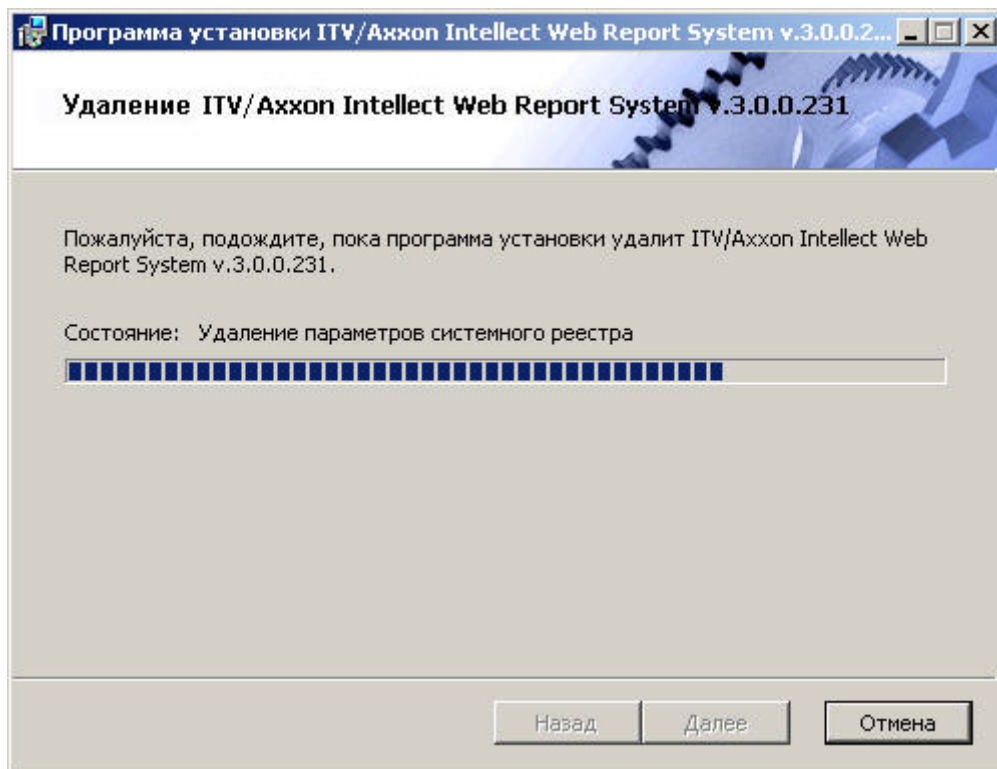 Программа установки ITV/Axxon Intellect Web Report System v.3.0.0.2...
Удаление ITV/Axxon Intellect Web Report System v.3.0.0.231
Пожалуйста, подождите, пока программа установки удалит ITV/Axxon Intellect Web
Report System v.3.0.0.231.
Состояние: Удаление параметров системного реестра
Назад Далее Отмена